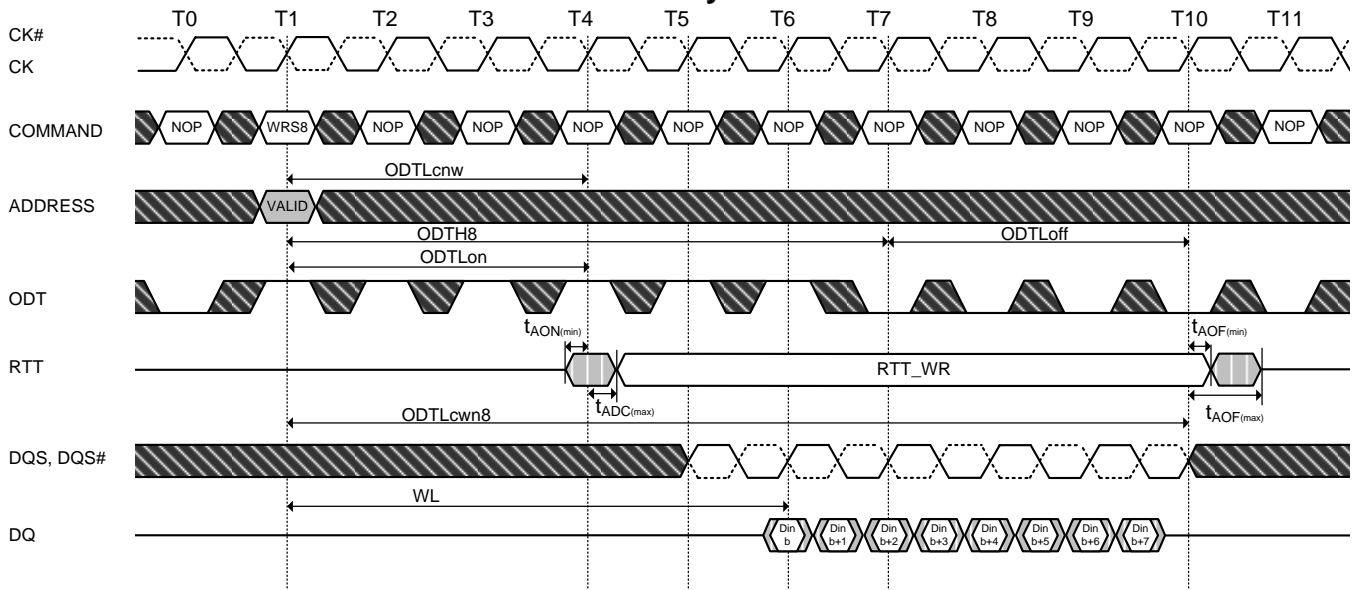 T0 T1 T2 T3 T4 T5 T6 T7 T8 T9 T10 T11
CK#
CK
COMMAND NOP WRS8 NOP NOP NOP NOP NOP NOP NOP NOP NOP NOP
ODTLcnw
ADDRESS VALID
ODTH8 ODTLoff
ODTLon
ODT
tAON(min) tAOF(min)
RTT RTT_WR
tADC(max) tAOF(max)
ODTLcwn8
DQS, DQS#
WL
DQ Din b Din b+1 Din b+2 Din b+3 Din b+4 Din b+5 Din b+6 Din b+7